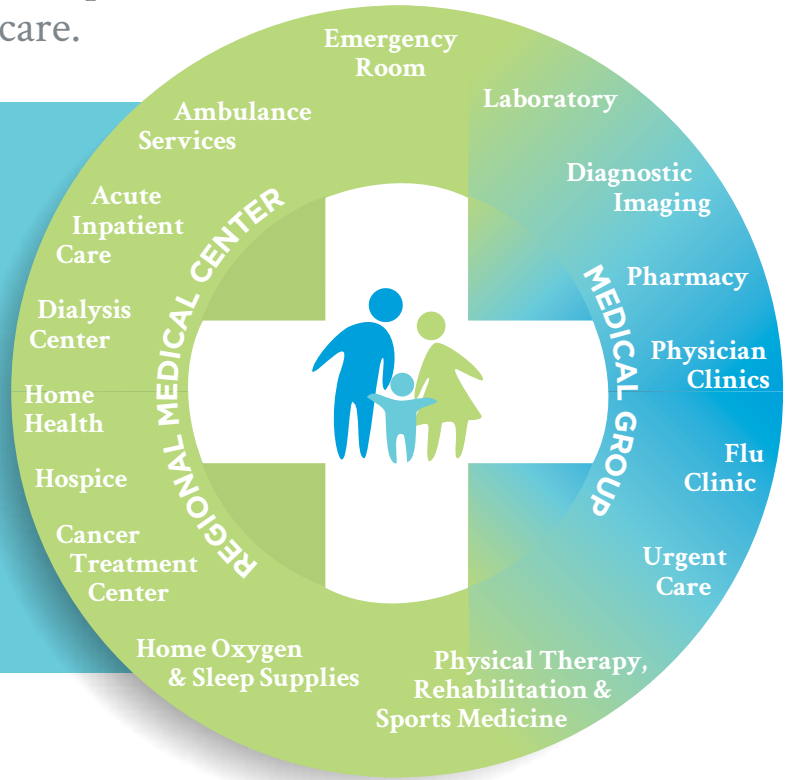 care.
Emergency
Room
Laboratory
Ambulance
Services
Diagnostic
Imaging
Acute
Inpatient
Care
REGIONAL MEDICAL CENTER
MEDICAL GROUP
Pharmacy
Dialysis
Center
Physician
Clinics
Home
Health
Flu
Clinic
Hospice
Cancer
Treatment
Center
Urgent
Care
Home Oxygen
& Sleep Supplies
Physical Therapy,
Rehabilitation &
Sports Medicine